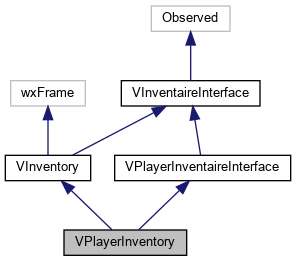 Observed
wxFrame
VInventaireInterface
VInventory
VPlayerInventaireInterface
VPlayerInventory